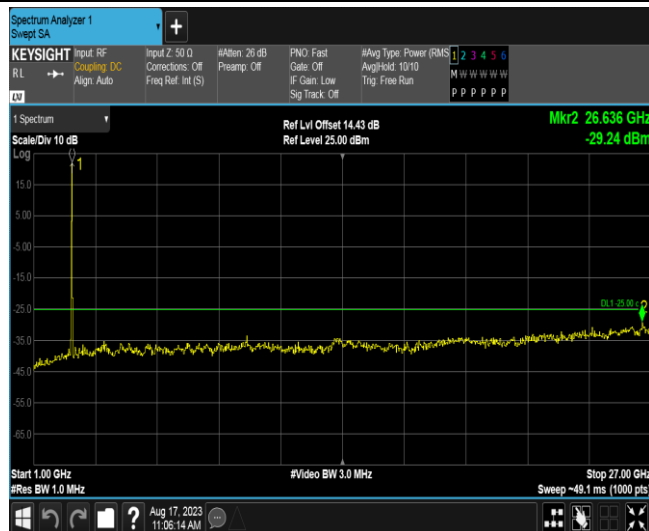 Spectrum Analyzer 1
Swept SA
+
KEYSIGHT
RL
Input: RF
Coupling: DC
Align: Auto
Input Z: 50 Ω
Corrections: Off
Freq Ref: Int (S)
#Atten: 26 dB
Preamp: Off
PNO: Fast
Gate: Off
IF Gain: Low
Sig Track: Off
#Avg Type: Power (RMS
Avg|Hold: 10/10
Trig: Free Run
1 2 3 4 5 6
M W W W W W
P P P P P P
1 Spectrum
Scale/Div 10 dB
Ref Lvl Offset 14.43 dB
Ref Level 25.00 dBm
Mkr2 26.636 GHz
-29.24 dBm
Log
1
15.0
5.00
-5.00
-15.0
DL1 -25.00 c
2
-25.0
-35.0
-45.0
-55.0
-65.0
Start 1.00 GHz
#Video BW 3.0 MHz
Stop 27.00 GHz
#Res BW 1.0 MHz
Sweep ~49.1 ms (1000 pts)
?
Aug 17, 2023
11:06:14 AM